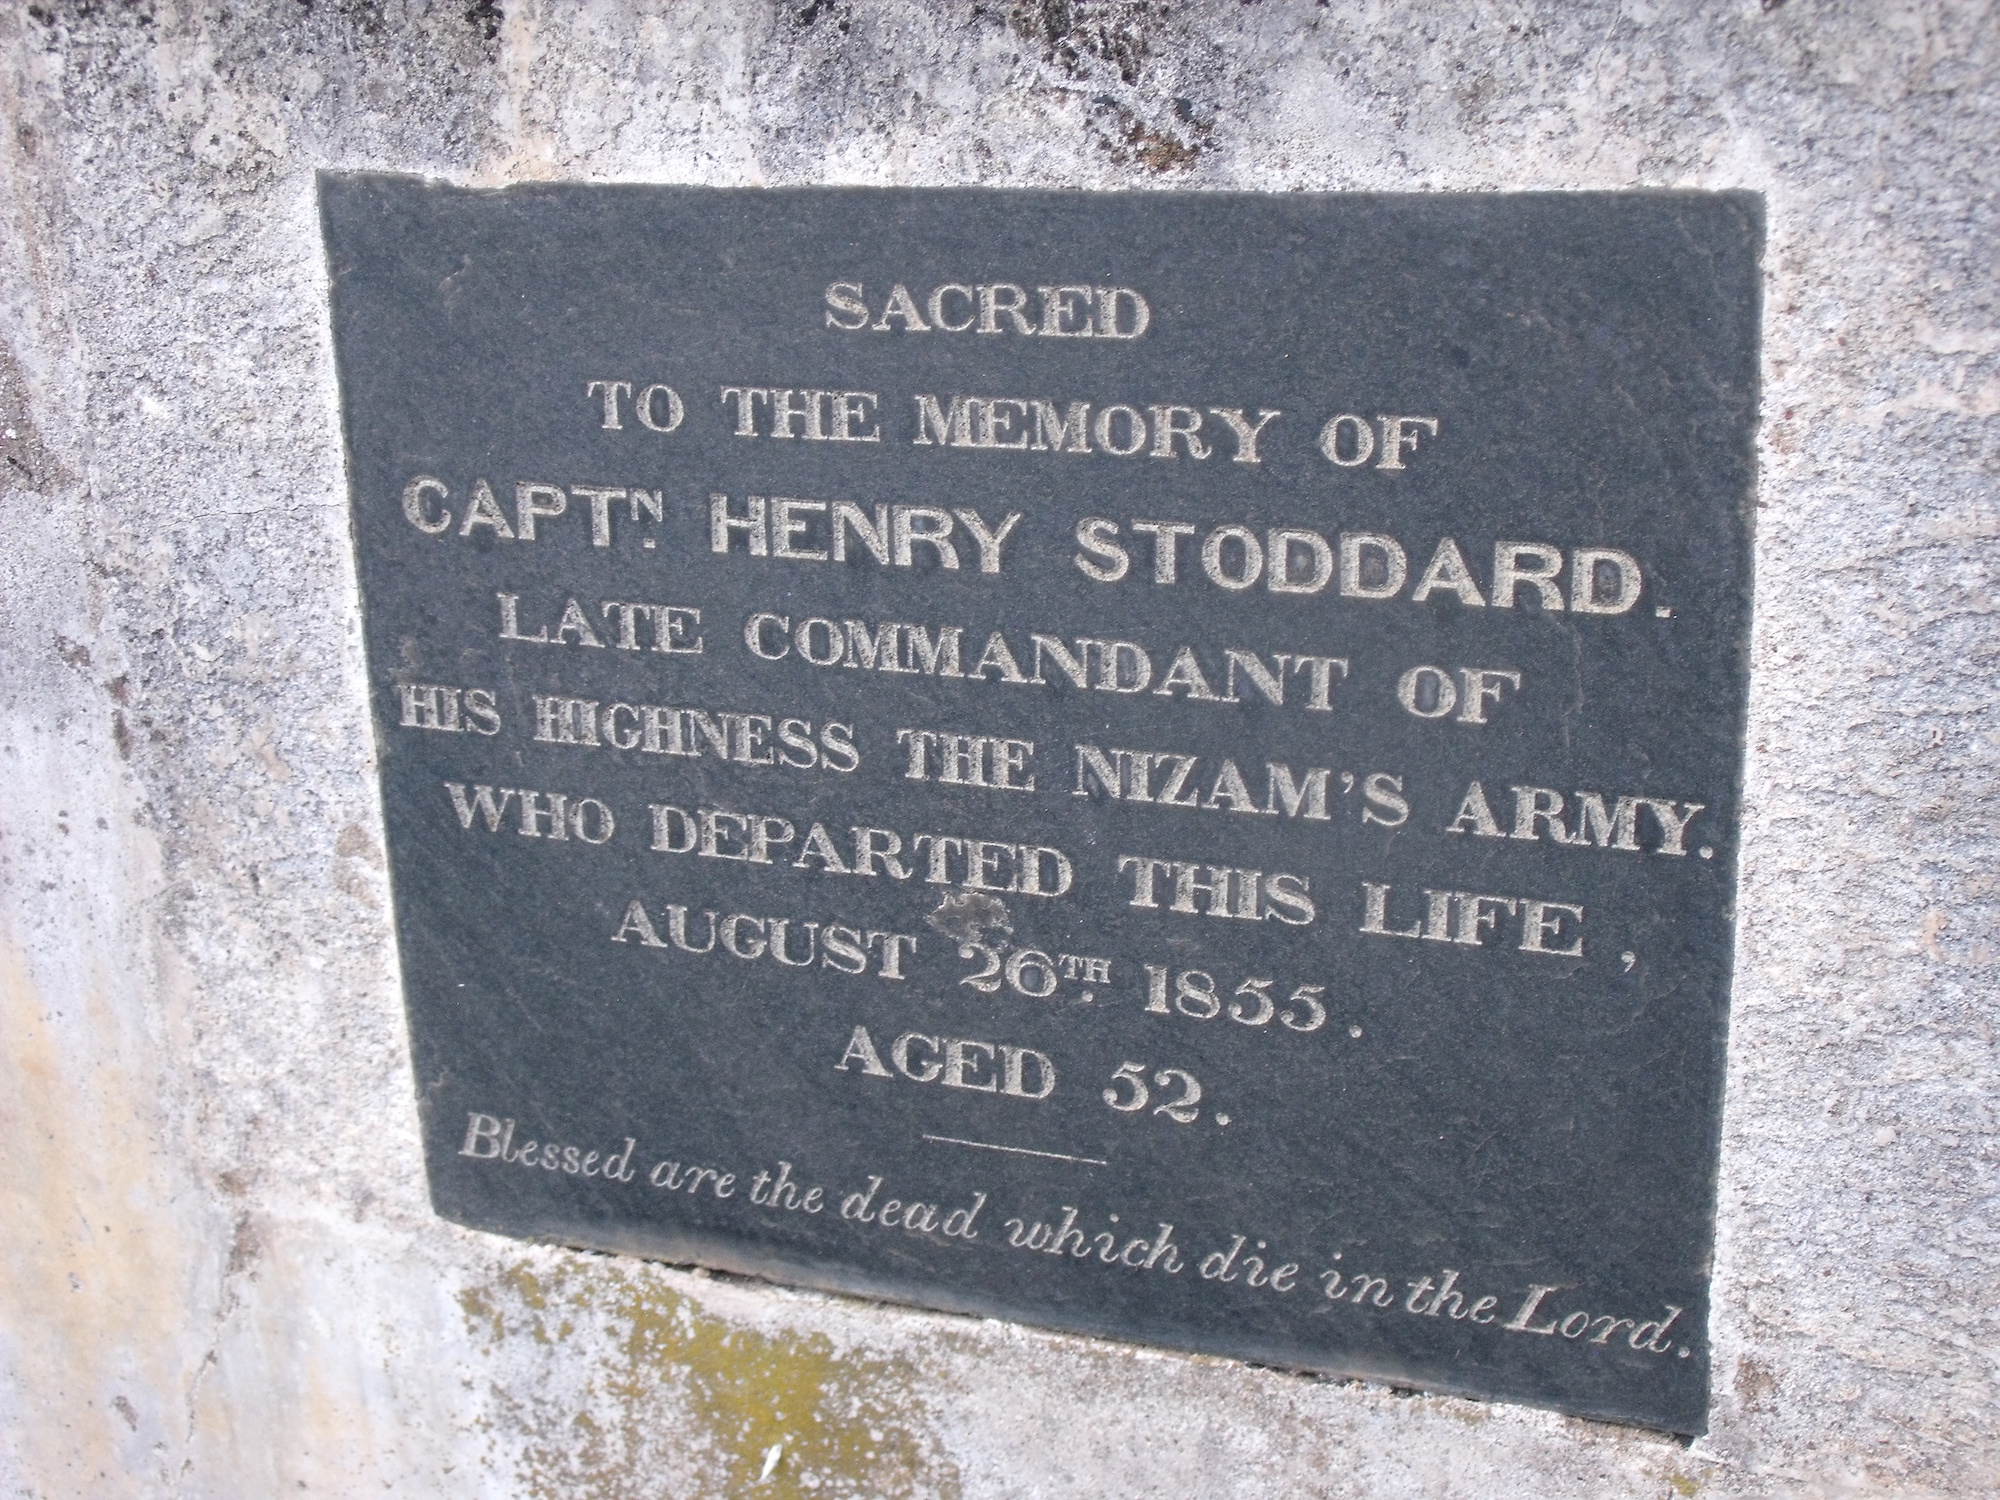 SACRED
TO THE MEMORY OF
CAPTN. HENRY STODDARD.
LATE COMMANDANT OF
HIS HIGHNESS THE NIZAM'S ARMY.
WHO DEPARTED THIS LIFE,
AUGUST 26TH. 1855.
AGED 52.
Blessed are the dead which die in the Lord.